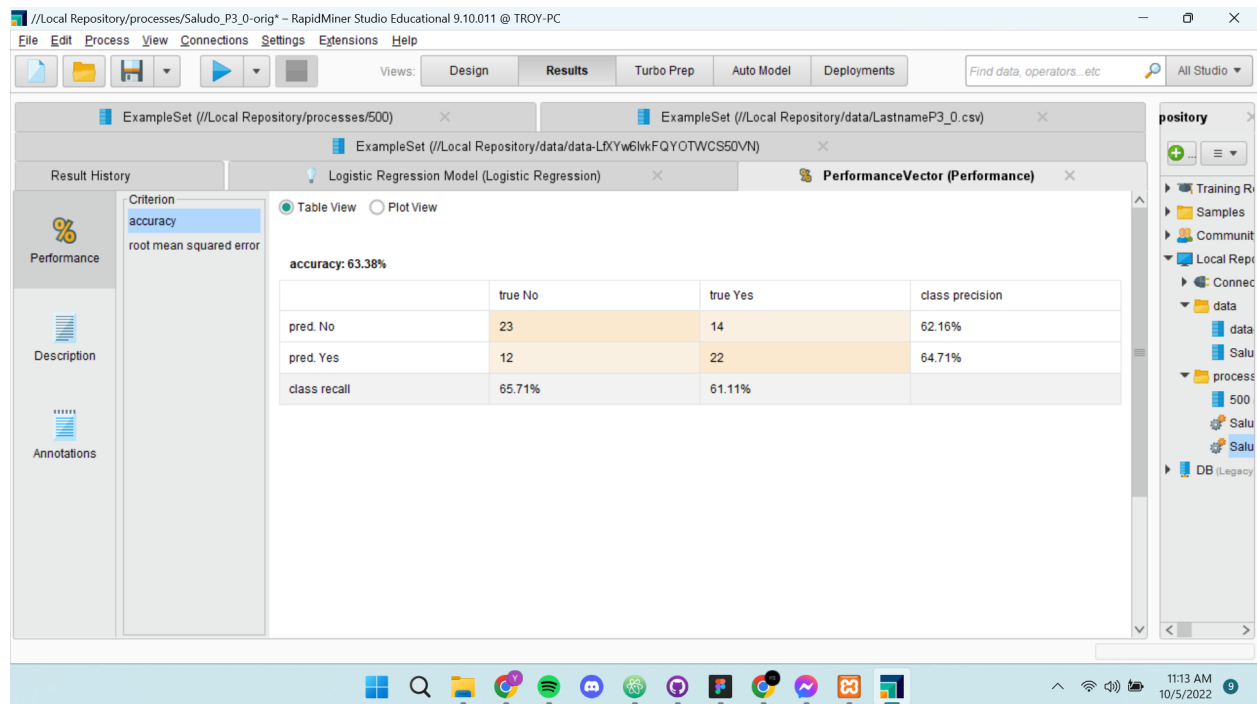 //Local Repository/processes/Saludo_P3_0-orig* – RapidMiner Studio Educational 9.10.011 @ TROY-PC
File Edit Process View Connections Settings Extensions Help
Views: Design Results Turbo Prep Auto Model Deployments Find data, operators...etc All Studio
ExampleSet (//Local Repository/processes/500) ExampleSet (//Local Repository/data/LastnameP3_0.csv) pository
ExampleSet (//Local Repository/data/data-LfXYw6lvkFQYOTWCS50VN)
Result History Logistic Regression Model (Logistic Regression) PerformanceVector (Performance)
Criterion
accuracy
root mean squared error
Performance
Description
Annotations
Table View Plot View
accuracy: 63.38%
true No true Yes class precision
pred. No 23 14 62.16%
pred. Yes 12 22 64.71%
class recall 65.71% 61.11%
Training R
Samples
Communit
Local Repo
Connec
data
data
Salu
process
500
Salu
Salu
DB (Legacy
11:13 AM
10/5/2022
9